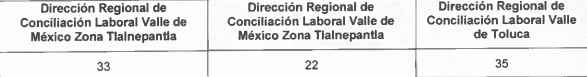 Dirección Regional de
Conciliación Laboral Valle de
México Zona Tlalnepantla
Dirección Regional de
Conciliación Laboral Valle de
México Zona Tlalnepantla
Dirección Regional de
Conciliación Laboral Valle
de Toluca
33
22
35